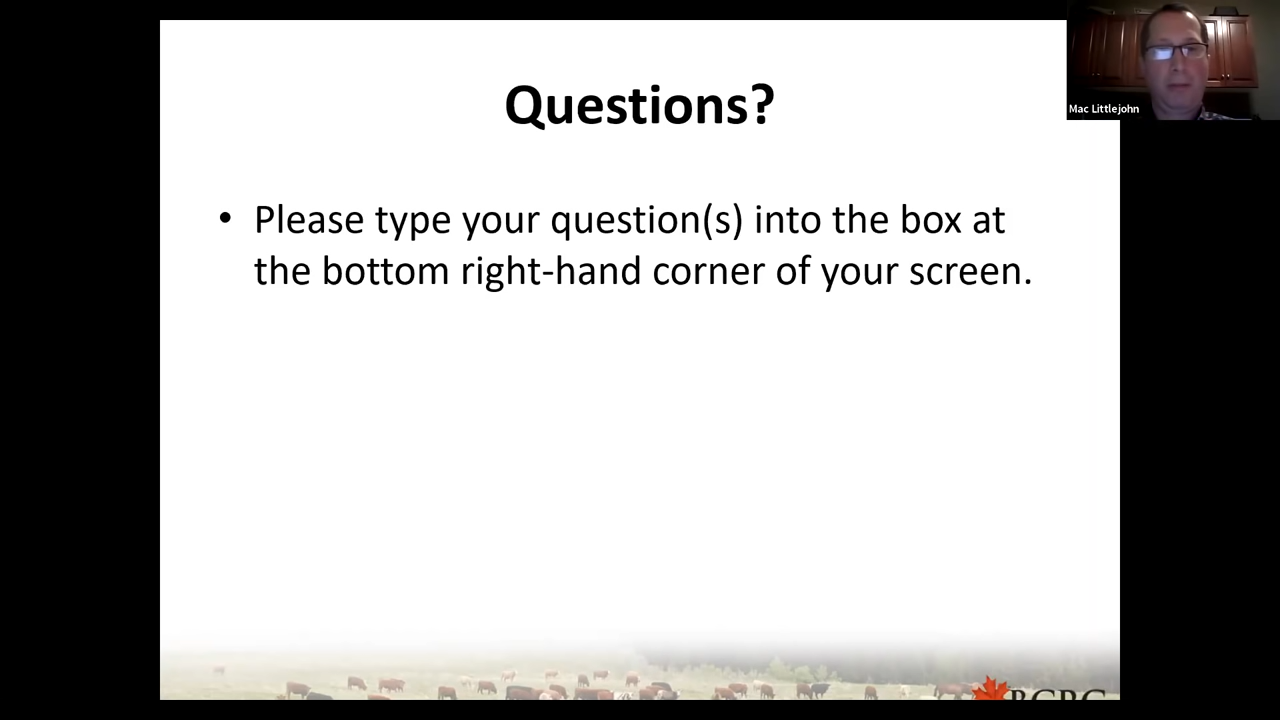 Questions?
Mac Littlejohn
• Please type your question(s) into the box at
the bottom right-hand corner of your screen.
BCRC